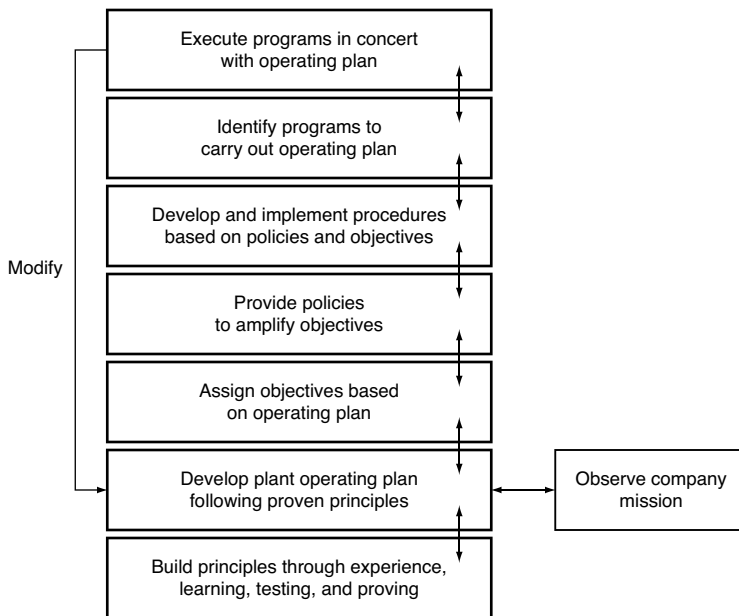 Execute programs in concert
with operating plan
Identify programs to
carry out operating plan
Develop and implement procedures
based on policies and objectives
Modify
Provide policies
to amplify objectives
Assign objectives based
on operating plan
Develop plant operating plan
following proven principles
Observe company
mission
Build principles through experience,
learning, testing, and proving